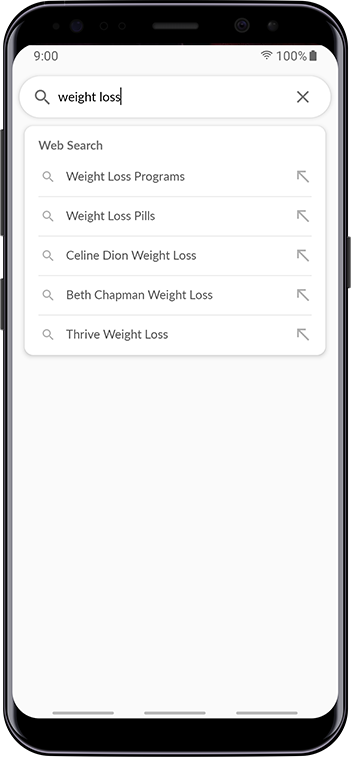 9:00 100%
weight loss
Web Search
Weight Loss Programs
Weight Loss Pills
Celine Dion Weight Loss
Beth Chapman Weight Loss
Thrive Weight Loss